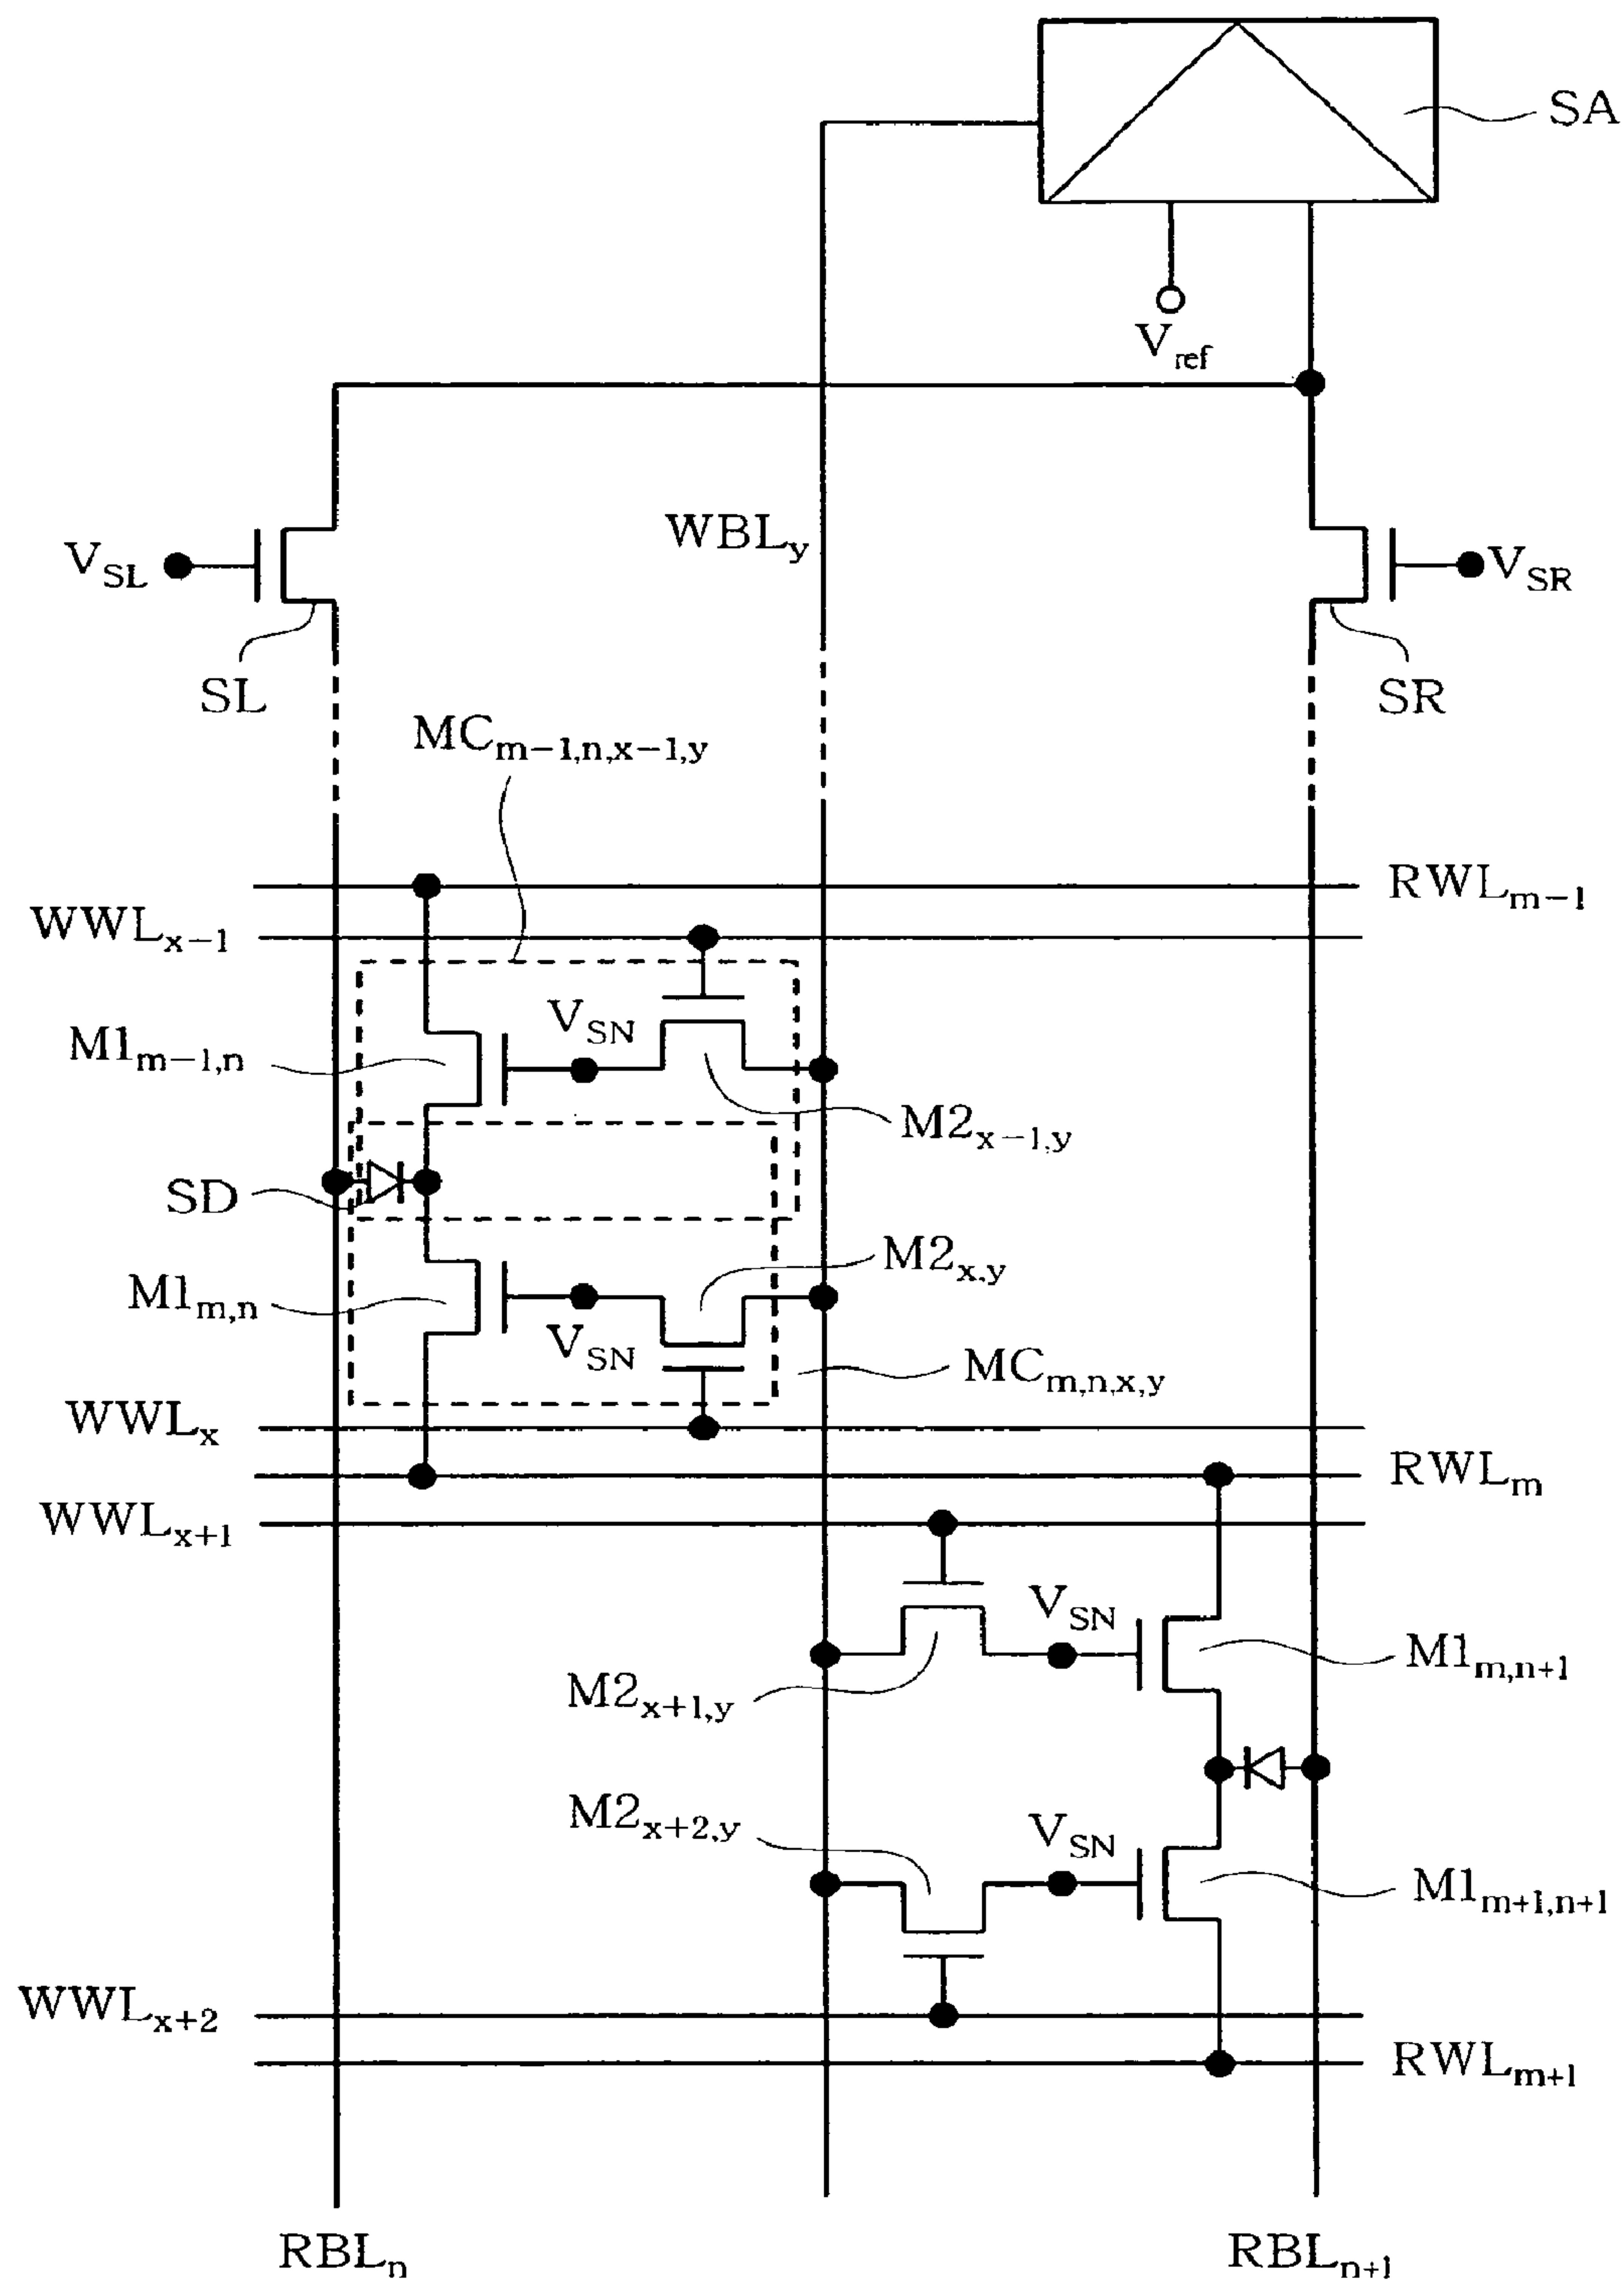 SA
V_ref
WBL_y
V_SL
V_SR
SL
SR
MC_m-1,n,x-1,y
RWL_m-1
WWL_x-1
V_SN
M1_m-1,n
M2_x-1,y
SD
M2_x,y
M1_m,n
V_SN
MC_m,n,x,y
WWL_x
RWL_m
WWL_x+1
V_SN
M1_m,n+1
M2_x+1,y
M2_x+2,y
V_SN
M1_m+1,n+1
WWL_x+2
RWL_m+1
RBL_n
RBL_n+1